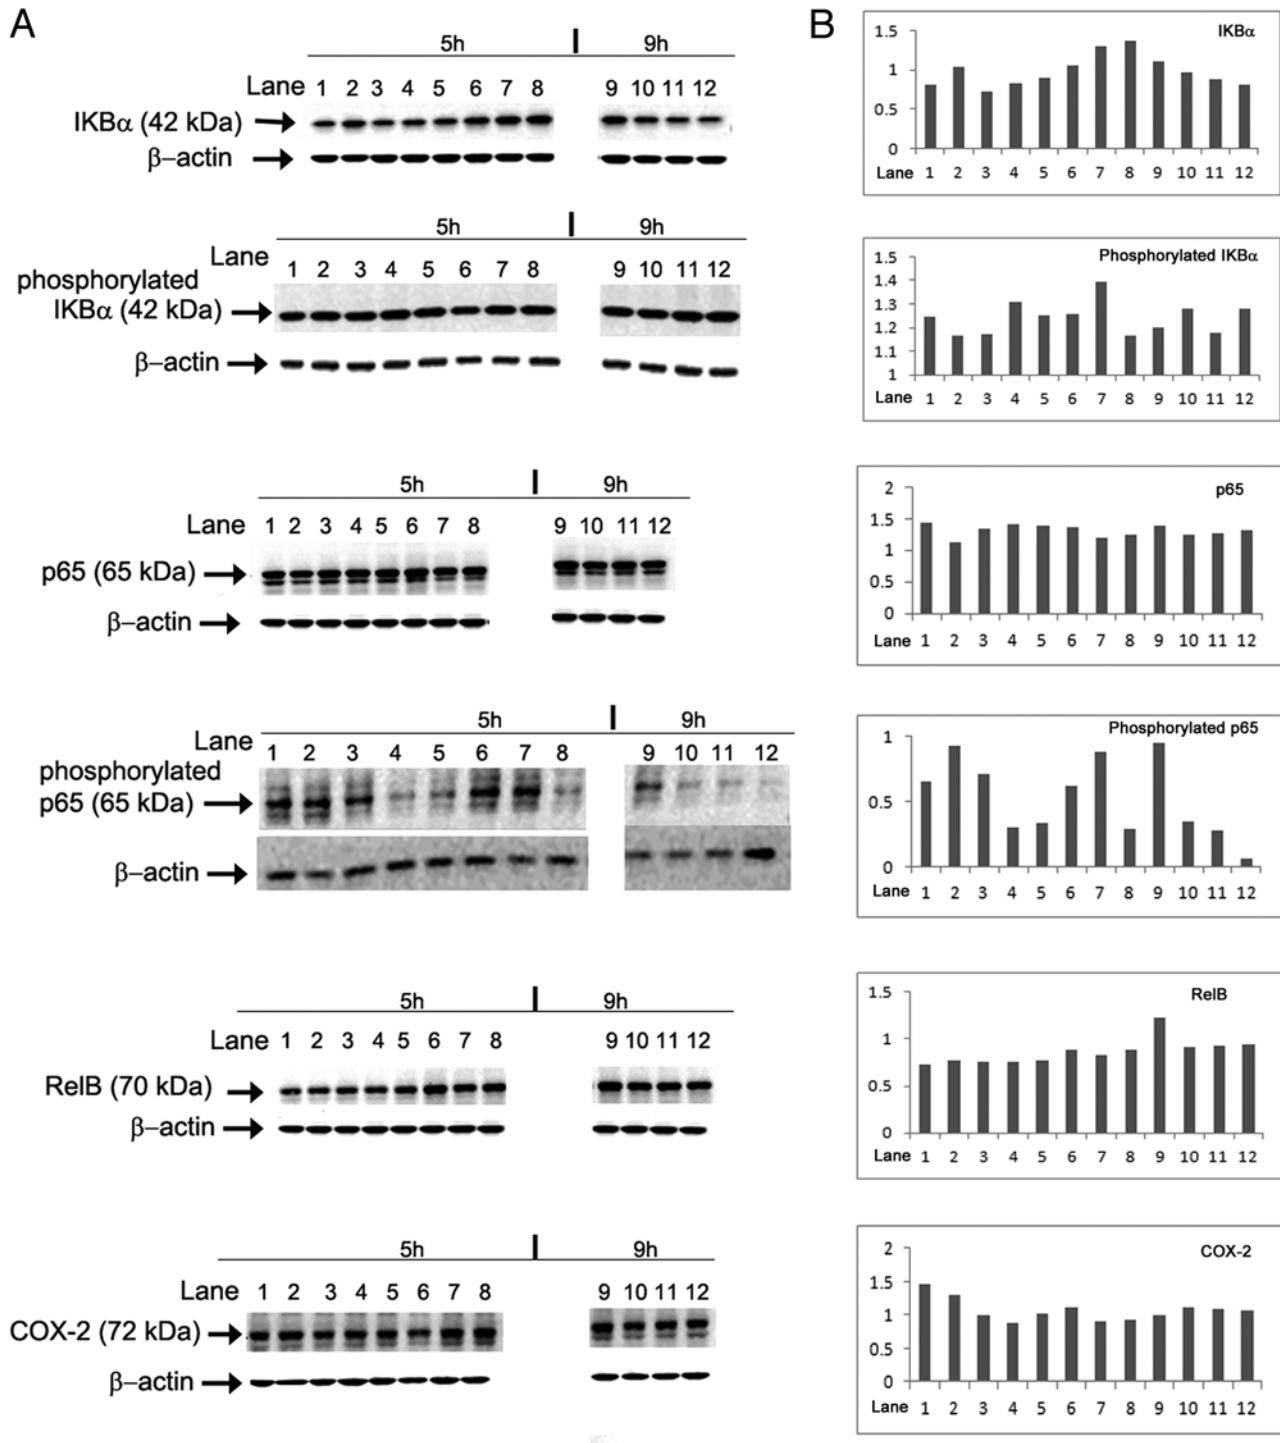 A
5h 9h
Lane 1 2 3 4 5 6 7 8 9 10 11 12
IKBα (42 kDa)
β–actin
5h 9h
Lane 1 2 3 4 5 6 7 8 9 10 11 12
phosphorylated
IKBα (42 kDa)
β–actin
5h 9h
Lane 1 2 3 4 5 6 7 8 9 10 11 12
p65 (65 kDa)
β–actin
5h 9h
Lane 1 2 3 4 5 6 7 8 9 10 11 12
phosphorylated
p65 (65 kDa)
β–actin
5h 9h
Lane 1 2 3 4 5 6 7 8 9 10 11 12
RelB (70 kDa)
β–actin
5h 9h
Lane 1 2 3 4 5 6 7 8 9 10 11 12
COX-2 (72 kDa)
β–actin
B
IKBα
1.5
1
0.5
0
Lane 1 2 3 4 5 6 7 8 9 10 11 12
Phosphorylated IKBα
1.5
1.4
1.3
1.2
1.1
1
Lane 1 2 3 4 5 6 7 8 9 10 11 12
p65
2
1.5
1
0.5
0
Lane 1 2 3 4 5 6 7 8 9 10 11 12
Phosphorylated p65
1
0.5
0
Lane 1 2 3 4 5 6 7 8 9 10 11 12
RelB
1.5
1
0.5
0
Lane 1 2 3 4 5 6 7 8 9 10 11 12
COX-2
2
1.5
1
0.5
0
Lane 1 2 3 4 5 6 7 8 9 10 11 12